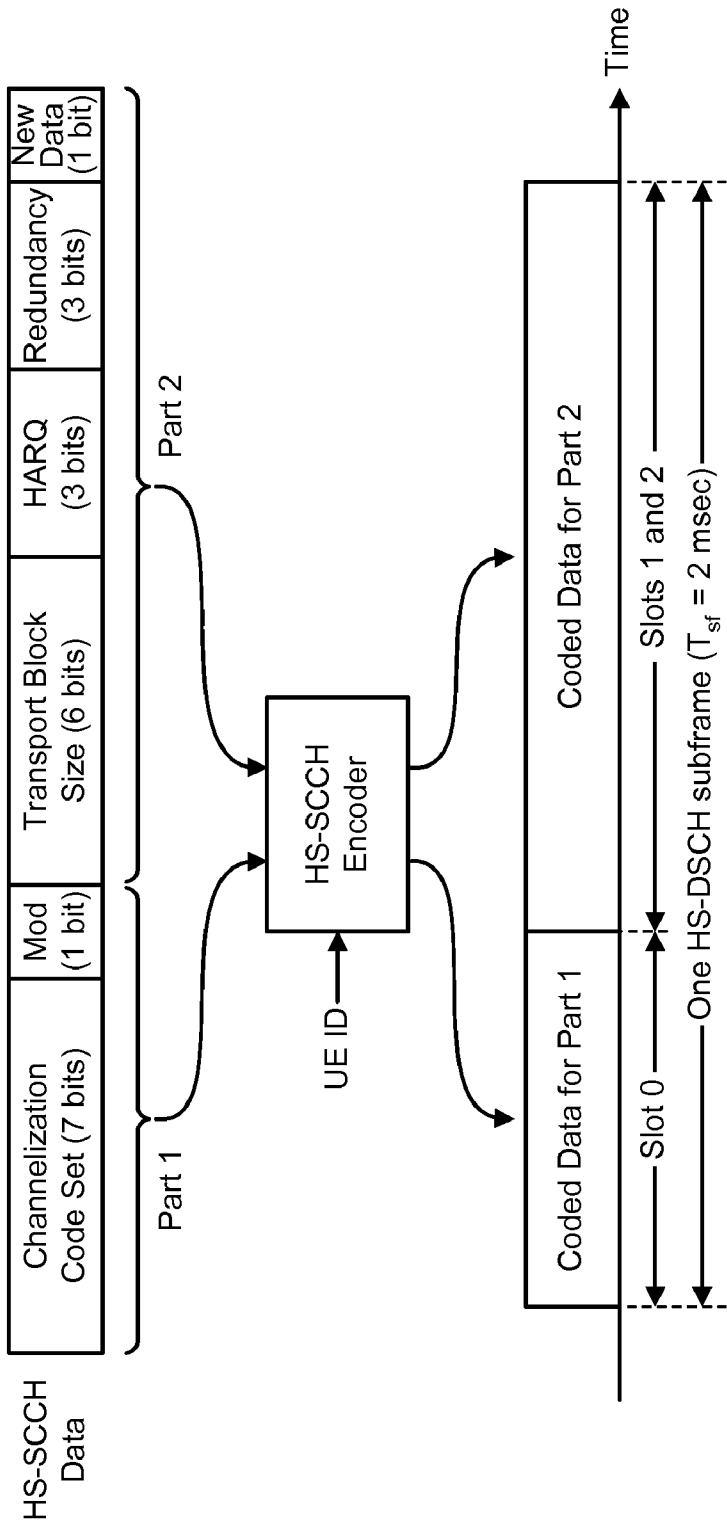 HS-SCCH
Data
Channelization
Code Set (7 bits)
Mod
(1 bit)
Transport Block
Size (6 bits)
HARQ
(3 bits)
Redundancy
(3 bits)
New
Data
(1 bit)
Part 1
Part 2
UE ID
HS-SCCH
Encoder
Coded Data for Part 1
Coded Data for Part 2
Time
Slot 0
Slots 1 and 2
One HS-DSCH subframe (Tsf = 2 msec)